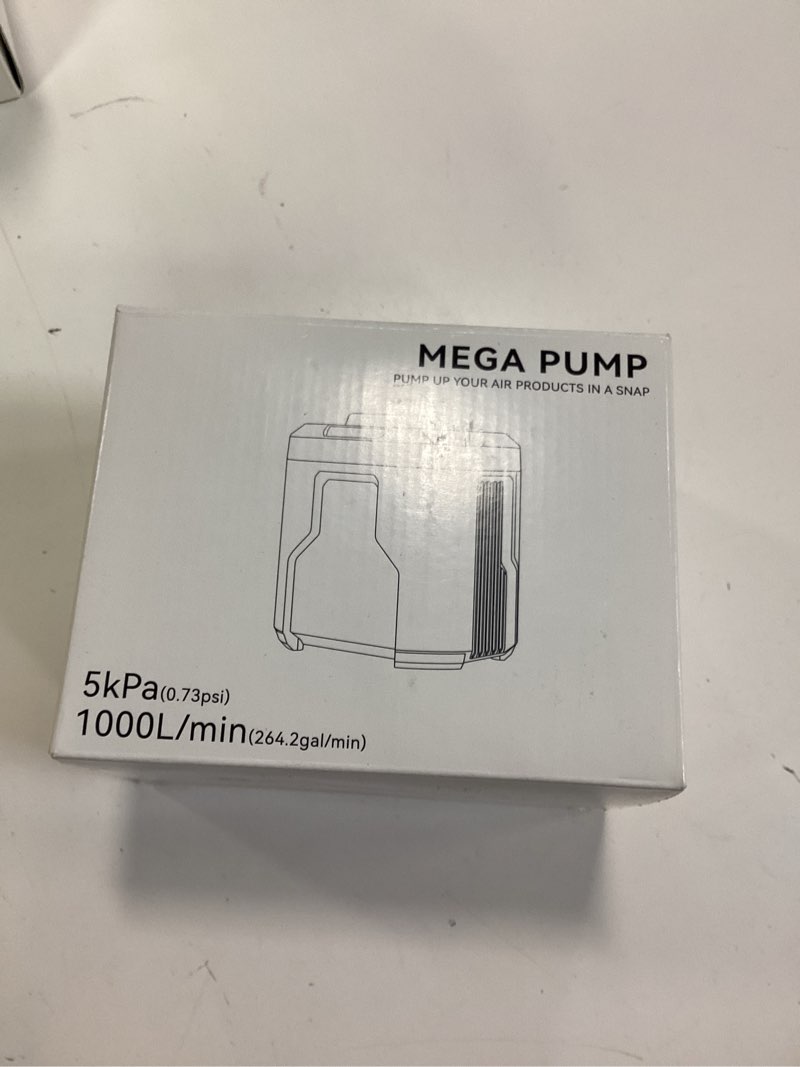 MEGA PUMP
PUMP UP YOUR AIR PRODUCTS IN A SNAP
5kPa(0.73psi)
1000L/min(264.2gal/min)